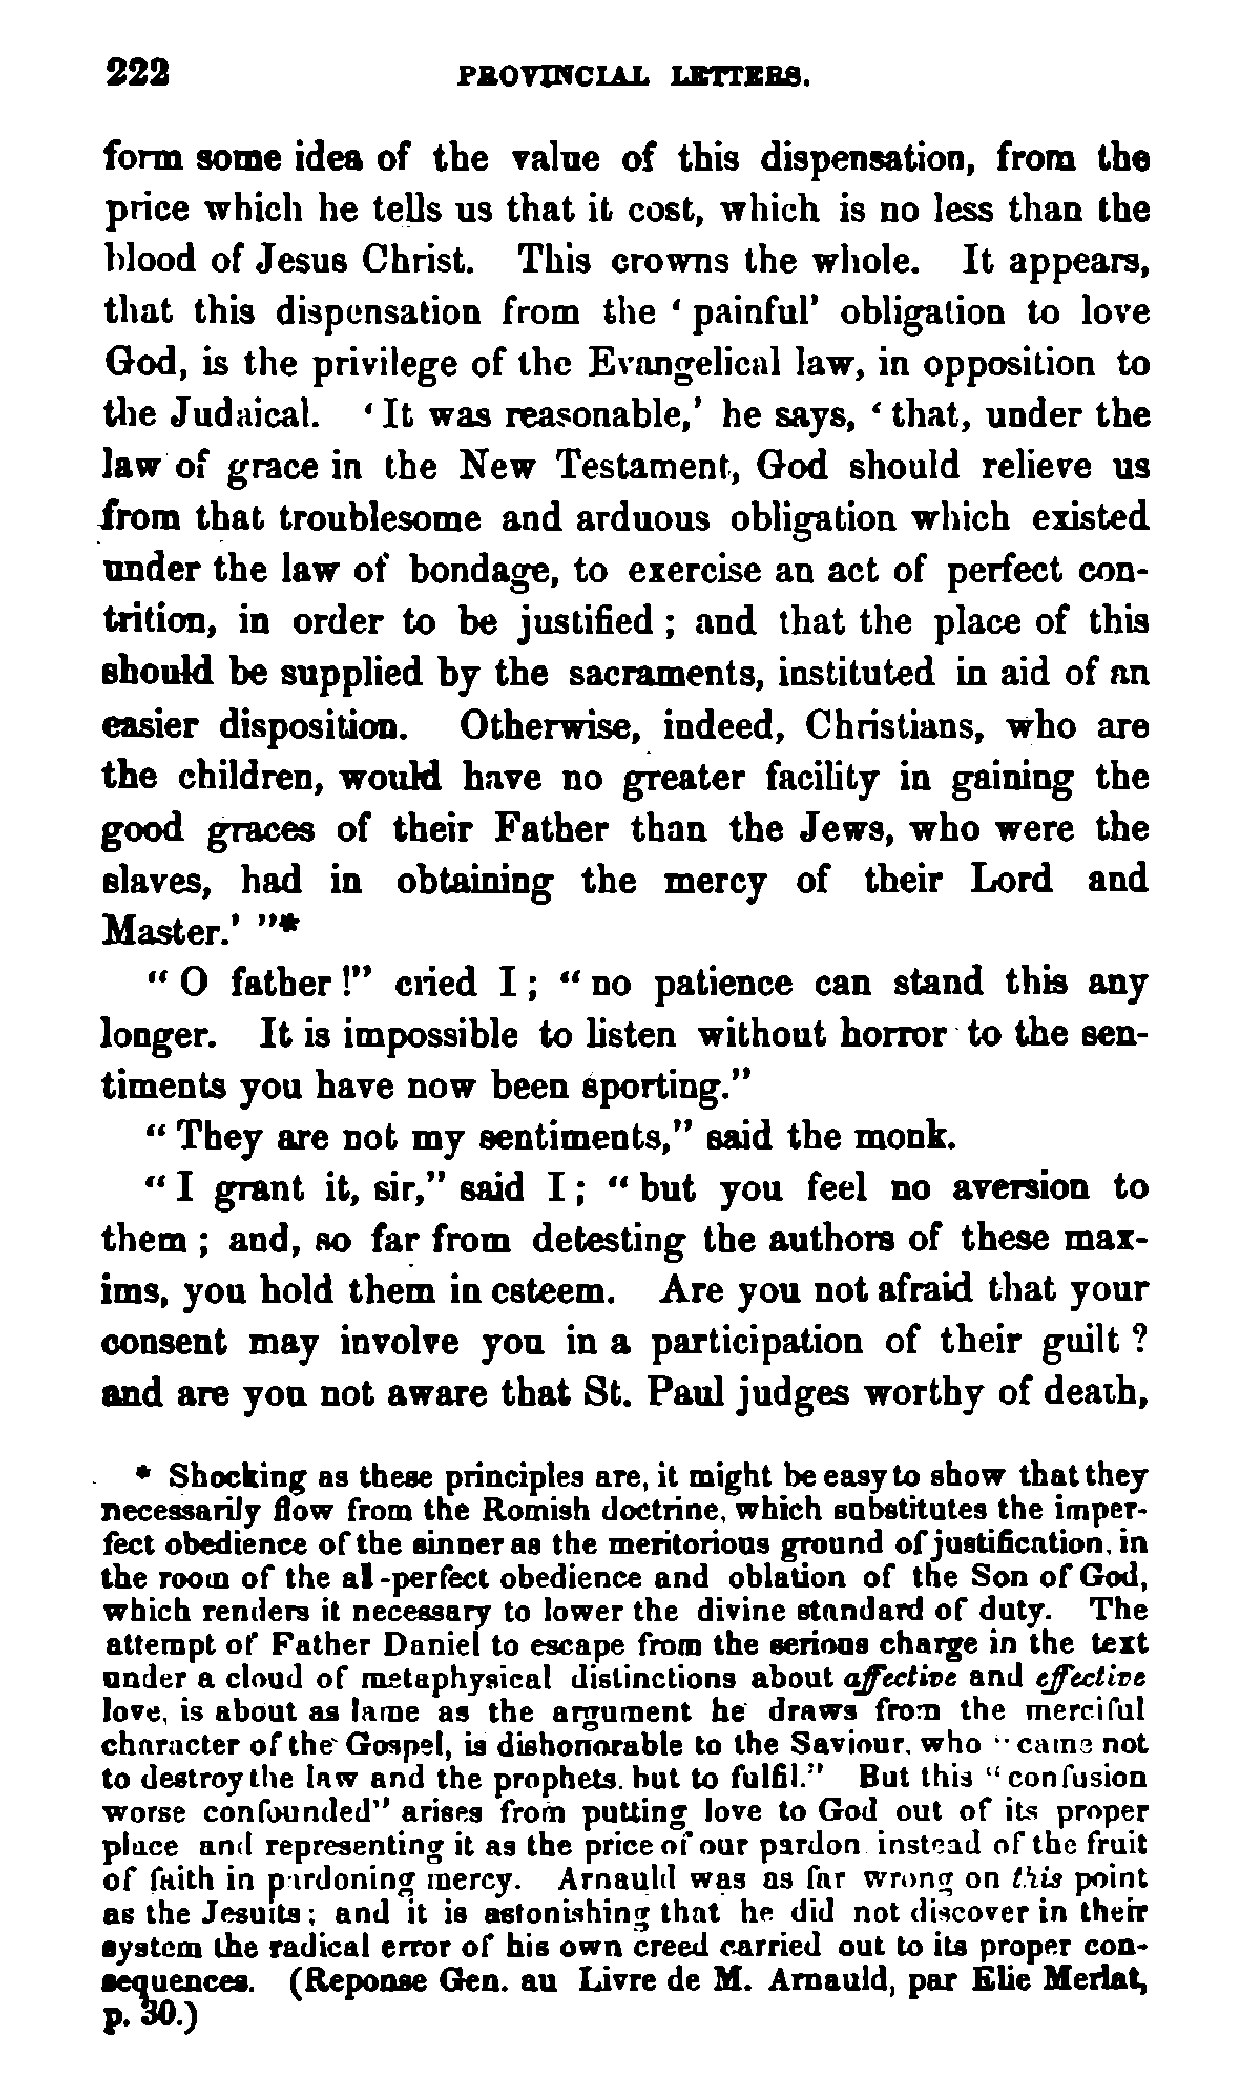 222 PROVINCIAL LETTERS.
form some idea of the value of this dispensation, from the
price which he tells us that it cost, which is no less than the
blood of Jesus Christ. This crowns the whole. It appears,
that this dispensation from the ‘ painful’ obligation to love
God, is the privilege of the Evangelical law, in opposition to
the Judaical. ‘ It was reasonable,’ he says, ‘ that, under the
law of grace in the New Testament, God should relieve us
from that troublesome and arduous obligation which existed
under the law of bondage, to exercise an act of perfect con-
trition, in order to be justified ; and that the place of this
should be supplied by the sacraments, instituted in aid of an
easier disposition. Otherwise, indeed, Christians, who are
the children, would have no greater facility in gaining the
good graces of their Father than the Jews, who were the
slaves, had in obtaining the mercy of their Lord and
Master.’ ”*
“ O father !” cried I ; “ no patience can stand this any
longer. It is impossible to listen without horror to the sen-
timents you have now been sporting.”
“ They are not my sentiments,” said the monk.
“ I grant it, sir,” said I ; “ but you feel no aversion to
them ; and, so far from detesting the authors of these max-
ims, you hold them in esteem. Are you not afraid that your
consent may involve you in a participation of their guilt ?
and are you not aware that St. Paul judges worthy of death,
* Shocking as these principles are, it might be easy to show that they
necessarily flow from the Romish doctrine, which substitutes the imper-
fect obedience of the sinner as the meritorious ground of justification, in
the room of the al -perfect obedience and oblation of the Son of God,
which renders it necessary to lower the divine standard of duty. The
attempt of Father Daniel to escape from the serious charge in the text
under a cloud of metaphysical distinctions about affective and effective
love, is about as lame as the argument he draws from the merciful
character of the Gospel, is dishonorable to the Saviour, who “ came not
to destroy the law and the prophets, but to fulfil.” But this “ confusion
worse confounded” arises from putting love to God out of its proper
place and representing it as the price of our pardon instead of the fruit
of faith in pardoning mercy. Arnauld was as far wrong on this point
as the Jesuits ; and it is astonishing that he did not discover in their
system the radical error of his own creed carried out to its proper con-
sequences. (Reponse Gen. au Livre de M. Arnauld, par Elie Merlat,
p. 30.)